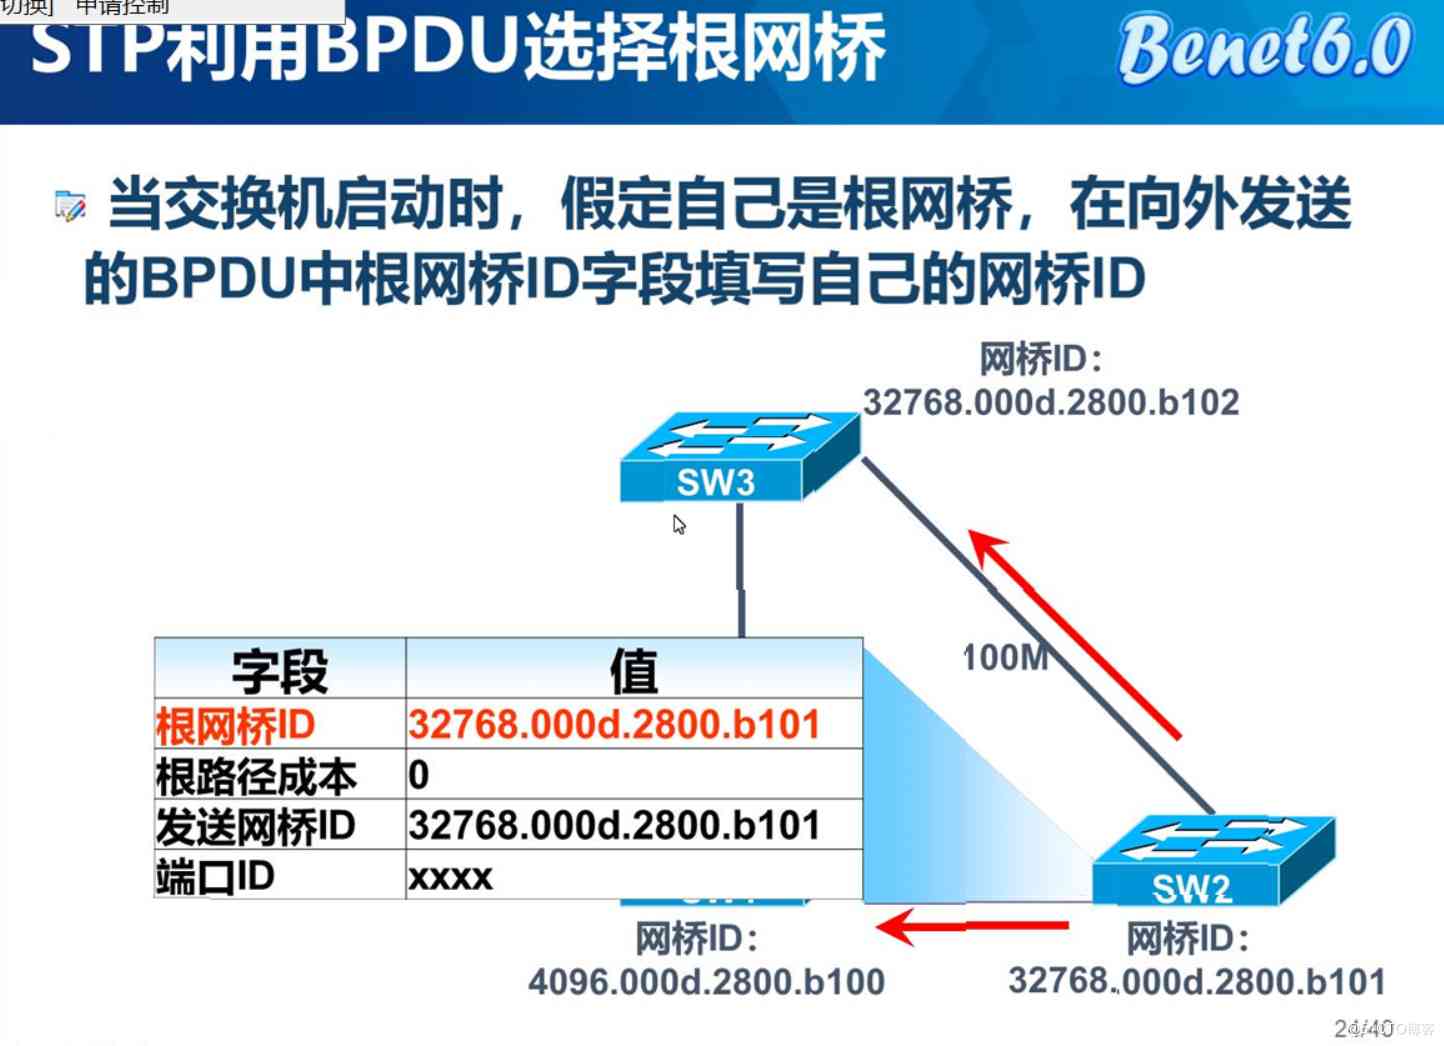 切换] 申请控制
STP利用BPDU选择根网桥
Benet6.0
当交换机启动时，假定自己是根网桥，在向外发送
的BPDU中根网桥ID字段填写自己的网桥ID
网桥ID：
32768.000d.2800.b102
SW3
100M
字段 值
根网桥ID 32768.000d.2800.b101
根路径成本 0
发送网桥ID 32768.000d.2800.b101
端口ID xxxx
SW2
网桥ID：
4096.000d.2800.b100
网桥ID：
32768.000d.2800.b101
24/40